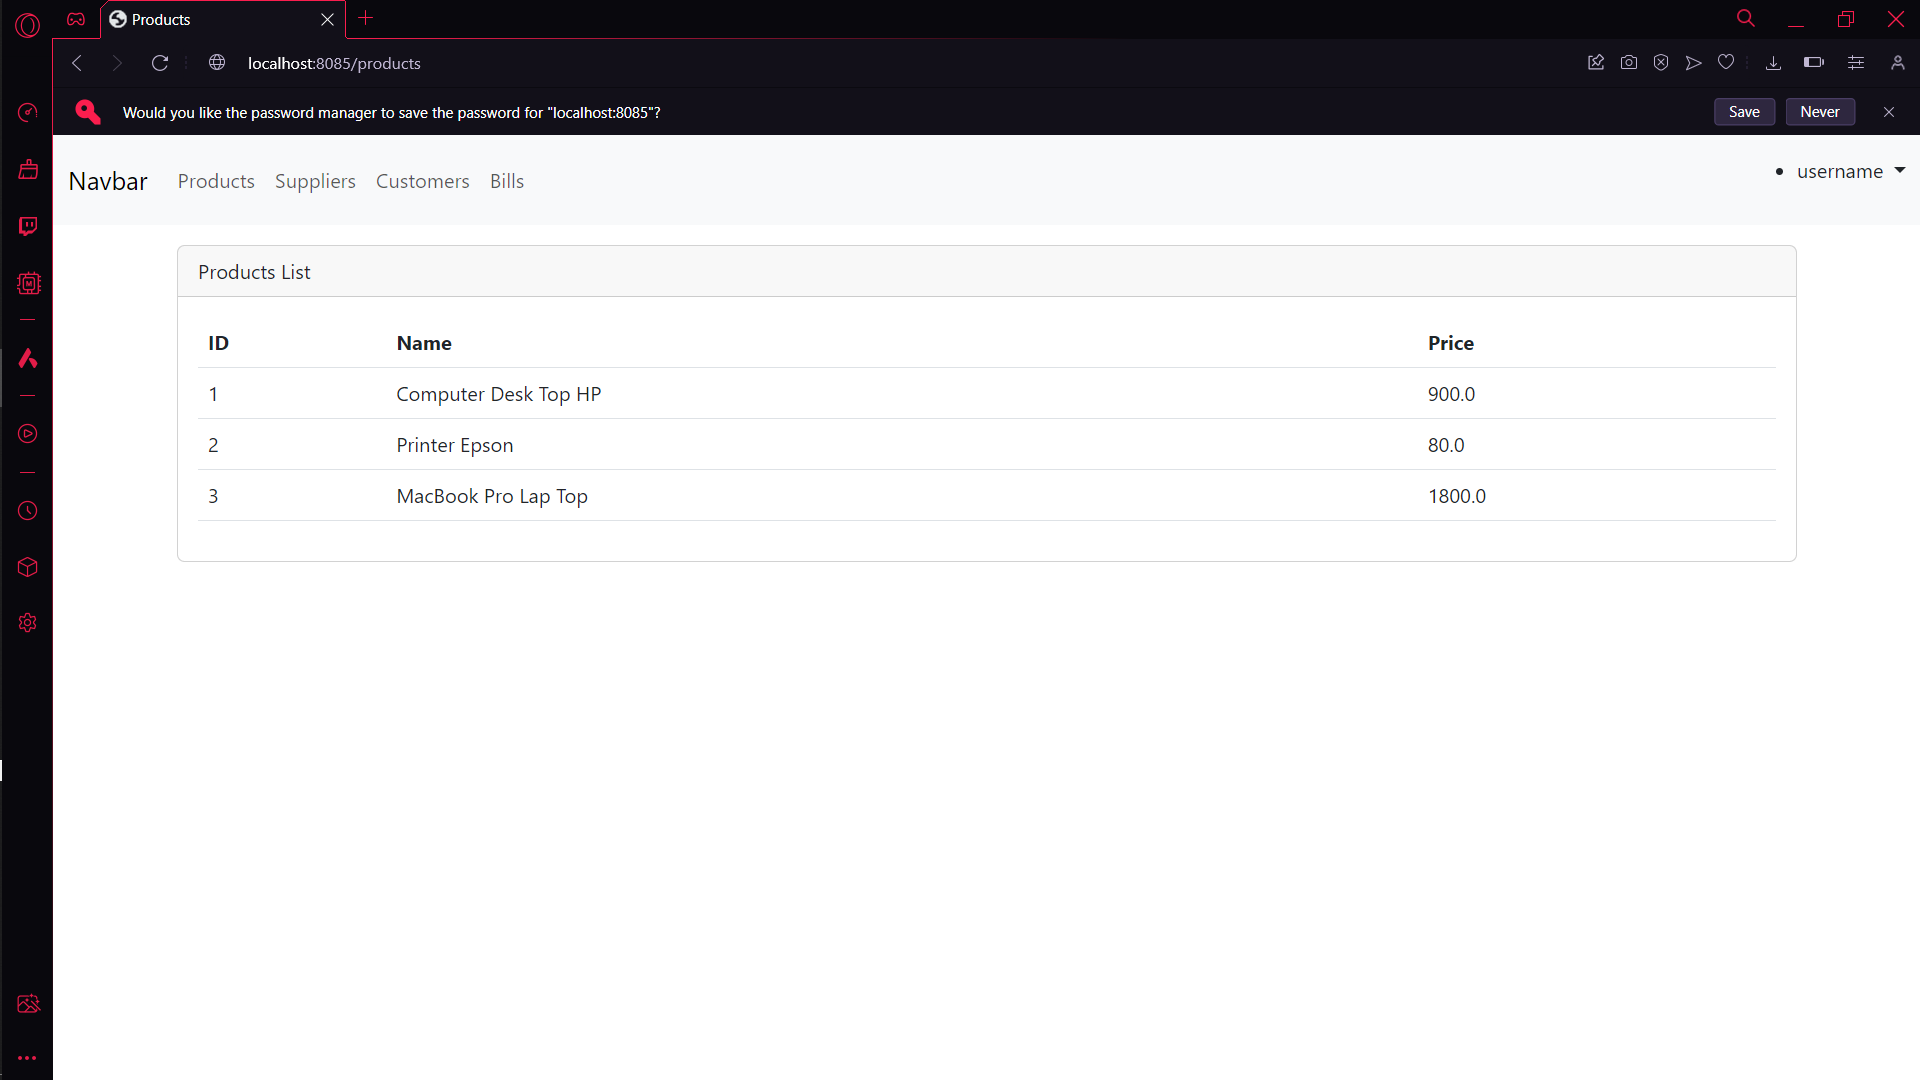 Products
localhost:8085/products
Would you like the password manager to save the password for "localhost:8085"?
Save Never
Navbar Products Suppliers Customers Bills
• username
Products List
ID Name Price
1 Computer Desk Top HP 900.0
2 Printer Epson 80.0
3 MacBook Pro Lap Top 1800.0